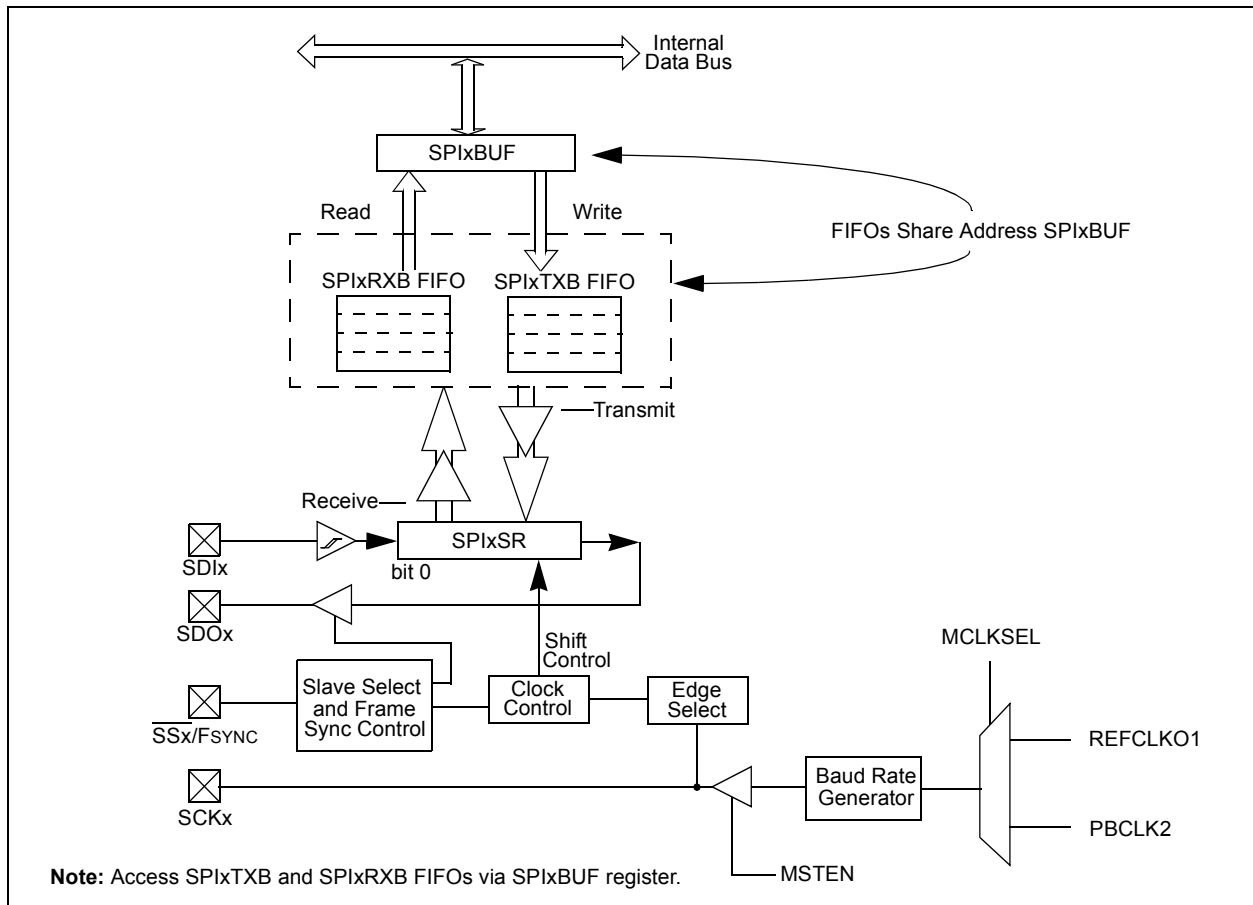 Internal
Data Bus
SPIxBUF
Read
Write
FIFOs Share Address SPIxBUF
SPIxRXB FIFO
SPIxTXB FIFO
Transmit
Receive
SPIxSR
SDIx
bit 0
SDOx
Shift
Control
MCLKSEL
Slave Select
and Frame
Sync Control
Clock
Control
Edge
Select
SSx/FSYNC
REFCLKO1
Baud Rate
Generator
SCKx
PBCLK2
MSTEN
Note: Access SPIxTXB and SPIxRXB FIFOs via SPIxBUF register.